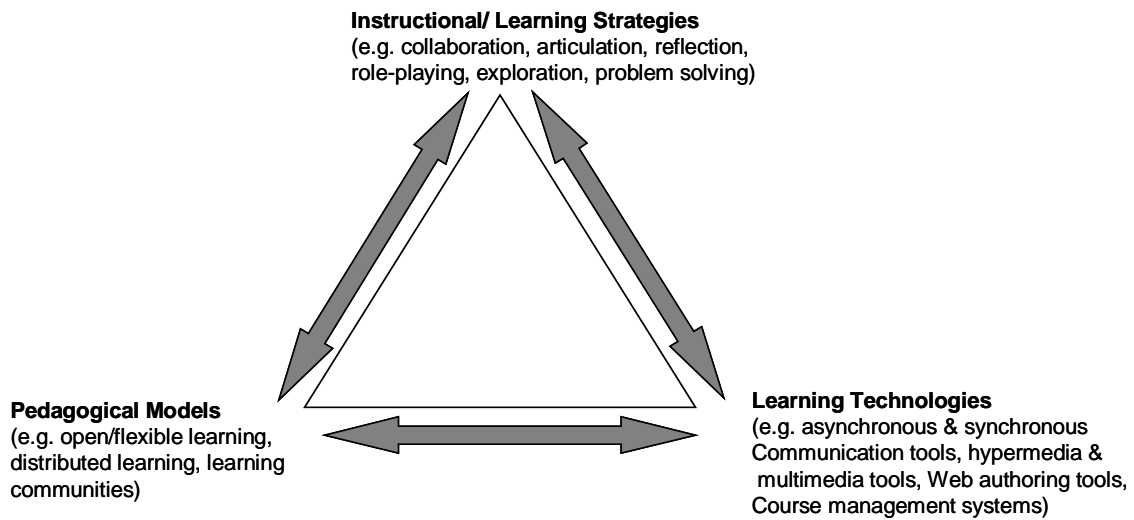 Instructional/ Learning Strategies
(e.g. collaboration, articulation, reflection,
role-playing, exploration, problem solving)
Pedagogical Models
(e.g. open/flexible learning,
distributed learning, learning
communities)
Learning Technologies
(e.g. asynchronous & synchronous
Communication tools, hypermedia &
multimedia tools, Web authoring tools,
Course management systems)